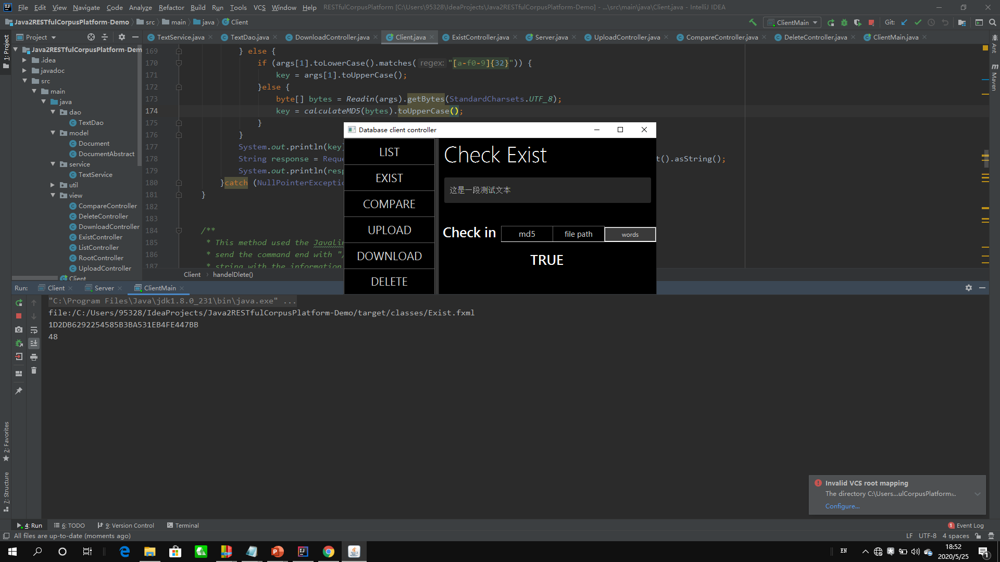 File Edit View Navigate Code Analyze Refactor Build Run Tools VCS Window Help RESTfulCorpusPlatform [C:\Users\95328\IdeaProjects\Java2RESTfulCorpusPlatform-Demo] - ...\src\main\java\Client.java - IntelliJ IDEA
Java2RESTfulCorpusPlatform-Demo src main java Client ClientMain Git:
Project TextService.java TextDao.java DownloadController.java Client.java ExistController.java Server.java UploadController.java CompareController.java DeleteController.java ClientMain.java
1: Project
Java2RESTfulCorpusPlatform-Dem
.idea
javadoc
src
main
java
dao
TextDao
model
Document
DocumentAbstract
service
TextService
util
view
CompareController
DeleteController
DownloadController
ExistController
ListController
RootController
UploadController
Client
169 } else {
170 if (args[1].toLowerCase().matches( regex: "[a-f0-9]{32}")) {
171 key = args[1].toUpperCase();
172 }else {
173 byte[] bytes = Readin(args).getBytes(StandardCharsets.UTF_8);
174 key = calculateMD5(bytes).toUpperCase();
175 }
176 }
177 System.out.println(key
178 String response = Reque t().asString();
179 System.out.println(resp
180 }catch (NullPointerExceptio
181 }
182
183
184 /**
185 * This method used the Javalin
186 * send the command end with "/
187 * string with the information
Client handelDlete()
Ant
Maven
Database client controller
LIST
EXIST
COMPARE
UPLOAD
DOWNLOAD
DELETE
Check Exist
这是一段测试文本
Check in md5 file path words
TRUE
Run: Client Server ClientMain
"C:\Program Files\Java\jdk1.8.0_231\bin\java.exe" ...
file:/C:/Users/95328/IdeaProjects/Java2RESTfulCorpusPlatform-Demo/target/classes/Exist.fxml
1D2DB6292254585B3BA531EB4FE447BB
48
2: Favorites
7: Structure
Invalid VCS root mapping
The directory C:\Users...ulCorpusPlatform-..
Configure...
4: Run 6: TODO 9: Version Control Terminal 1 Event Log
All files are up-to-date (moments ago) LF UTF-8 4 spaces
EN
18:52
2020/5/25
1